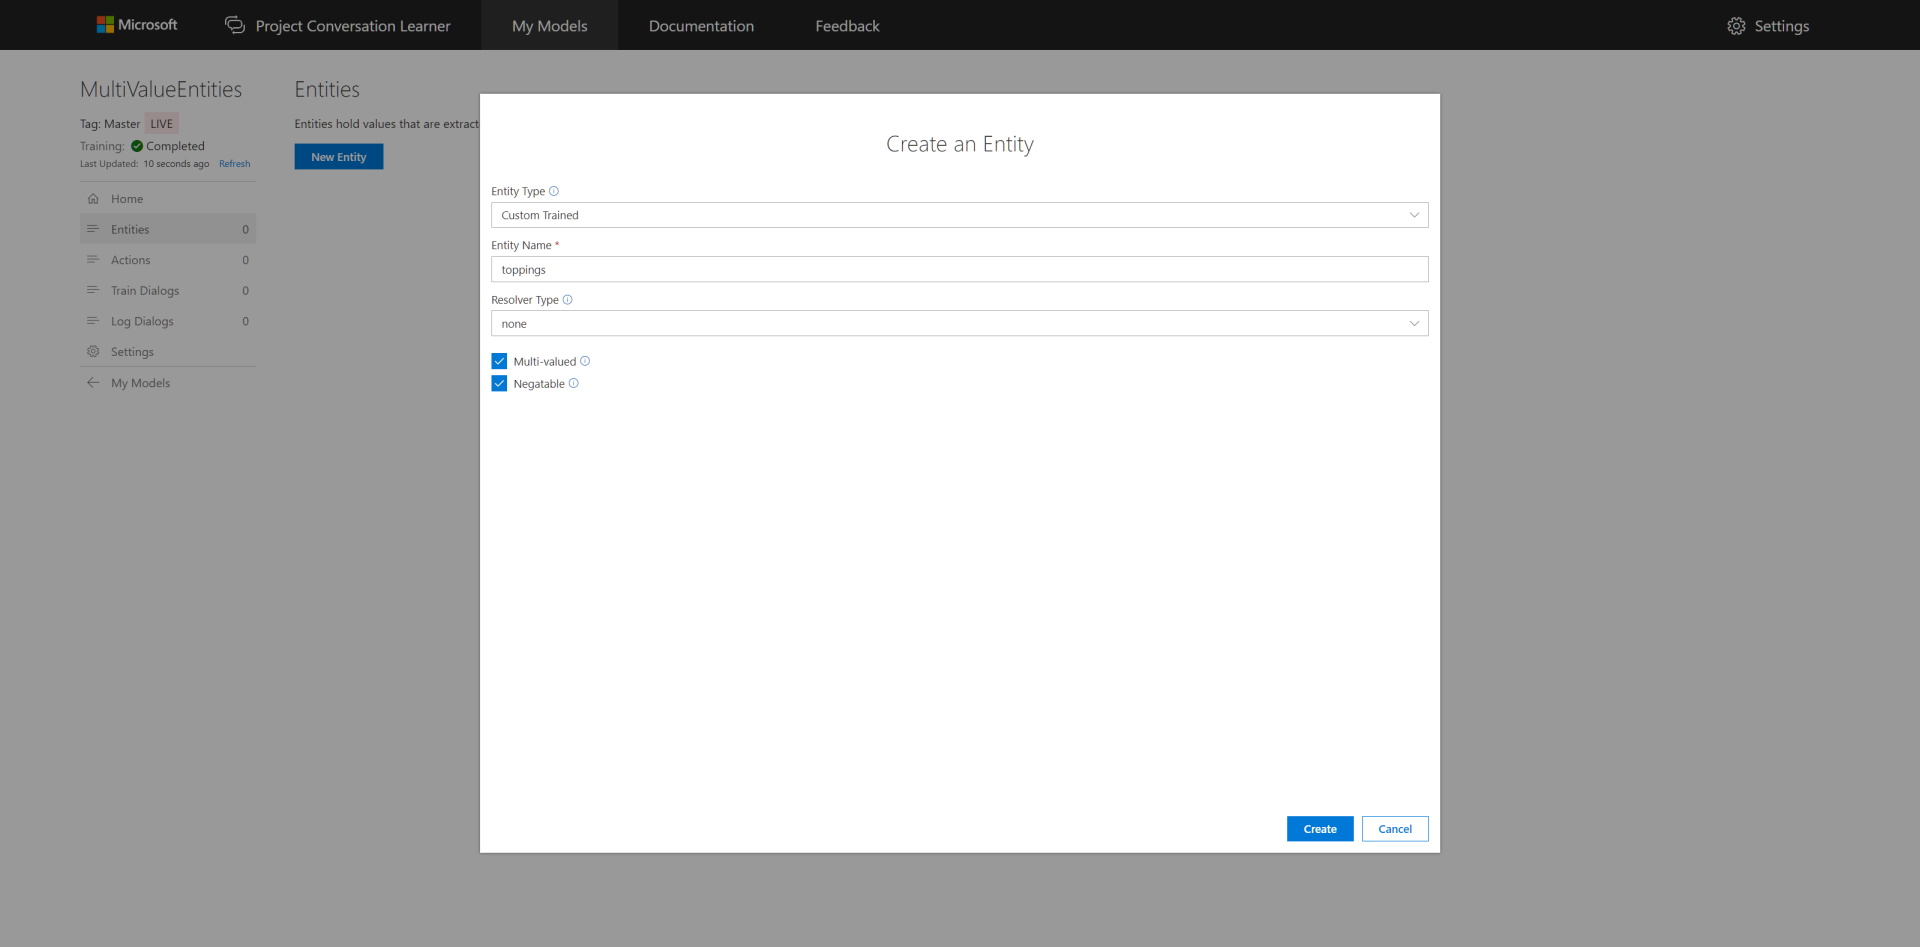 Microsoft
Project Conversation Learner
My Models
Documentation
Feedback
Settings
MultiValueEntities
Tag: Master LIVE
Training: Completed
Last Updated: 10 seconds ago Refresh
Home
Entities 0
Actions 0
Train Dialogs 0
Log Dialogs 0
Settings
My Models
Entities
Entities hold values that are extract
New Entity
Create an Entity
Entity Type
Custom Trained
Entity Name *
toppings
Resolver Type
none
Multi-valued
Negatable
Create
Cancel